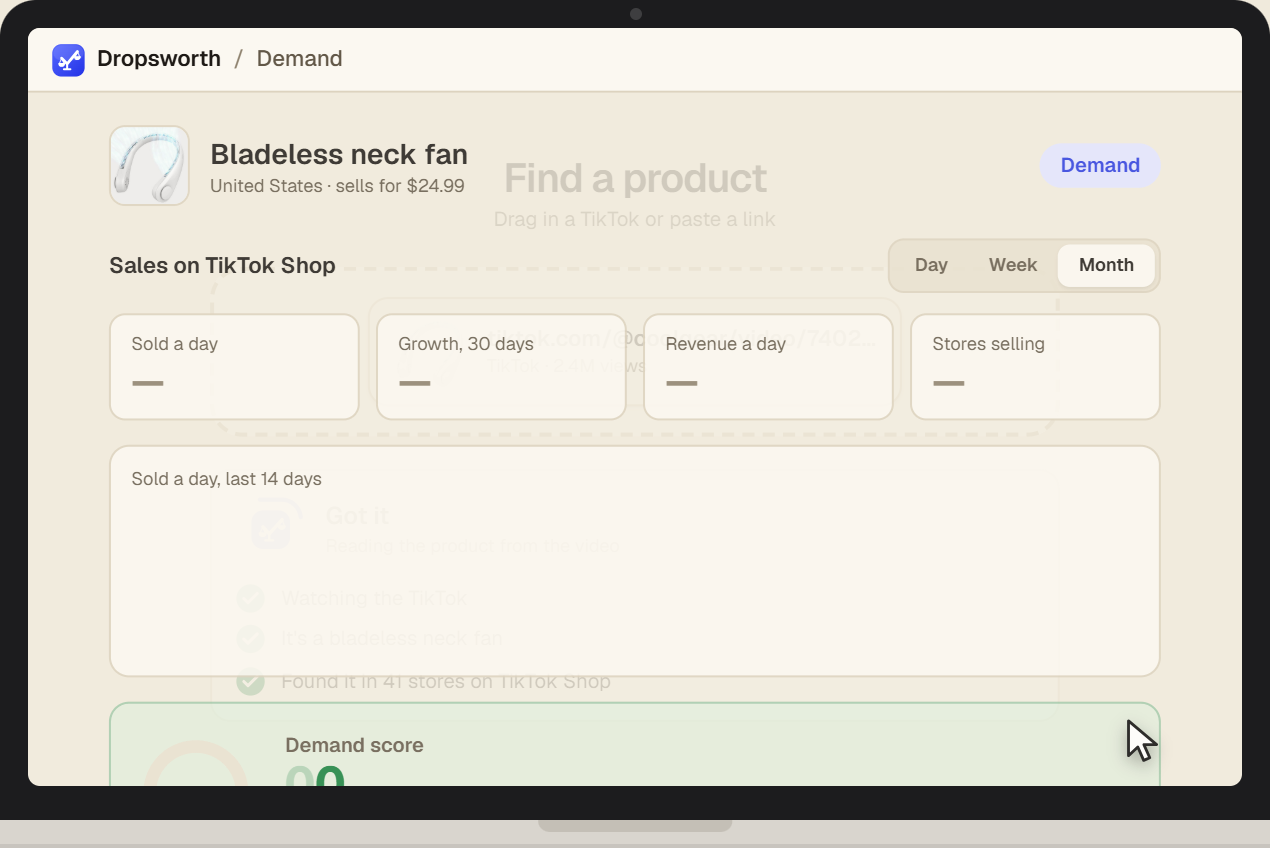 Dropsworth / Demand
Bladeless neck fan
United States · sells for $24.99
Find a product
Drag in a TikTok or paste a link
Demand
Sales on TikTok Shop
Day Week Month
Sold a day
—
Growth, 30 days
—
Revenue a day
—
Stores selling
—
Sold a day, last 14 days
Got it
Reading the product from the video
Watching the TikTok
It's a bladeless neck fan
Found it in 41 stores on TikTok Shop
Demand score